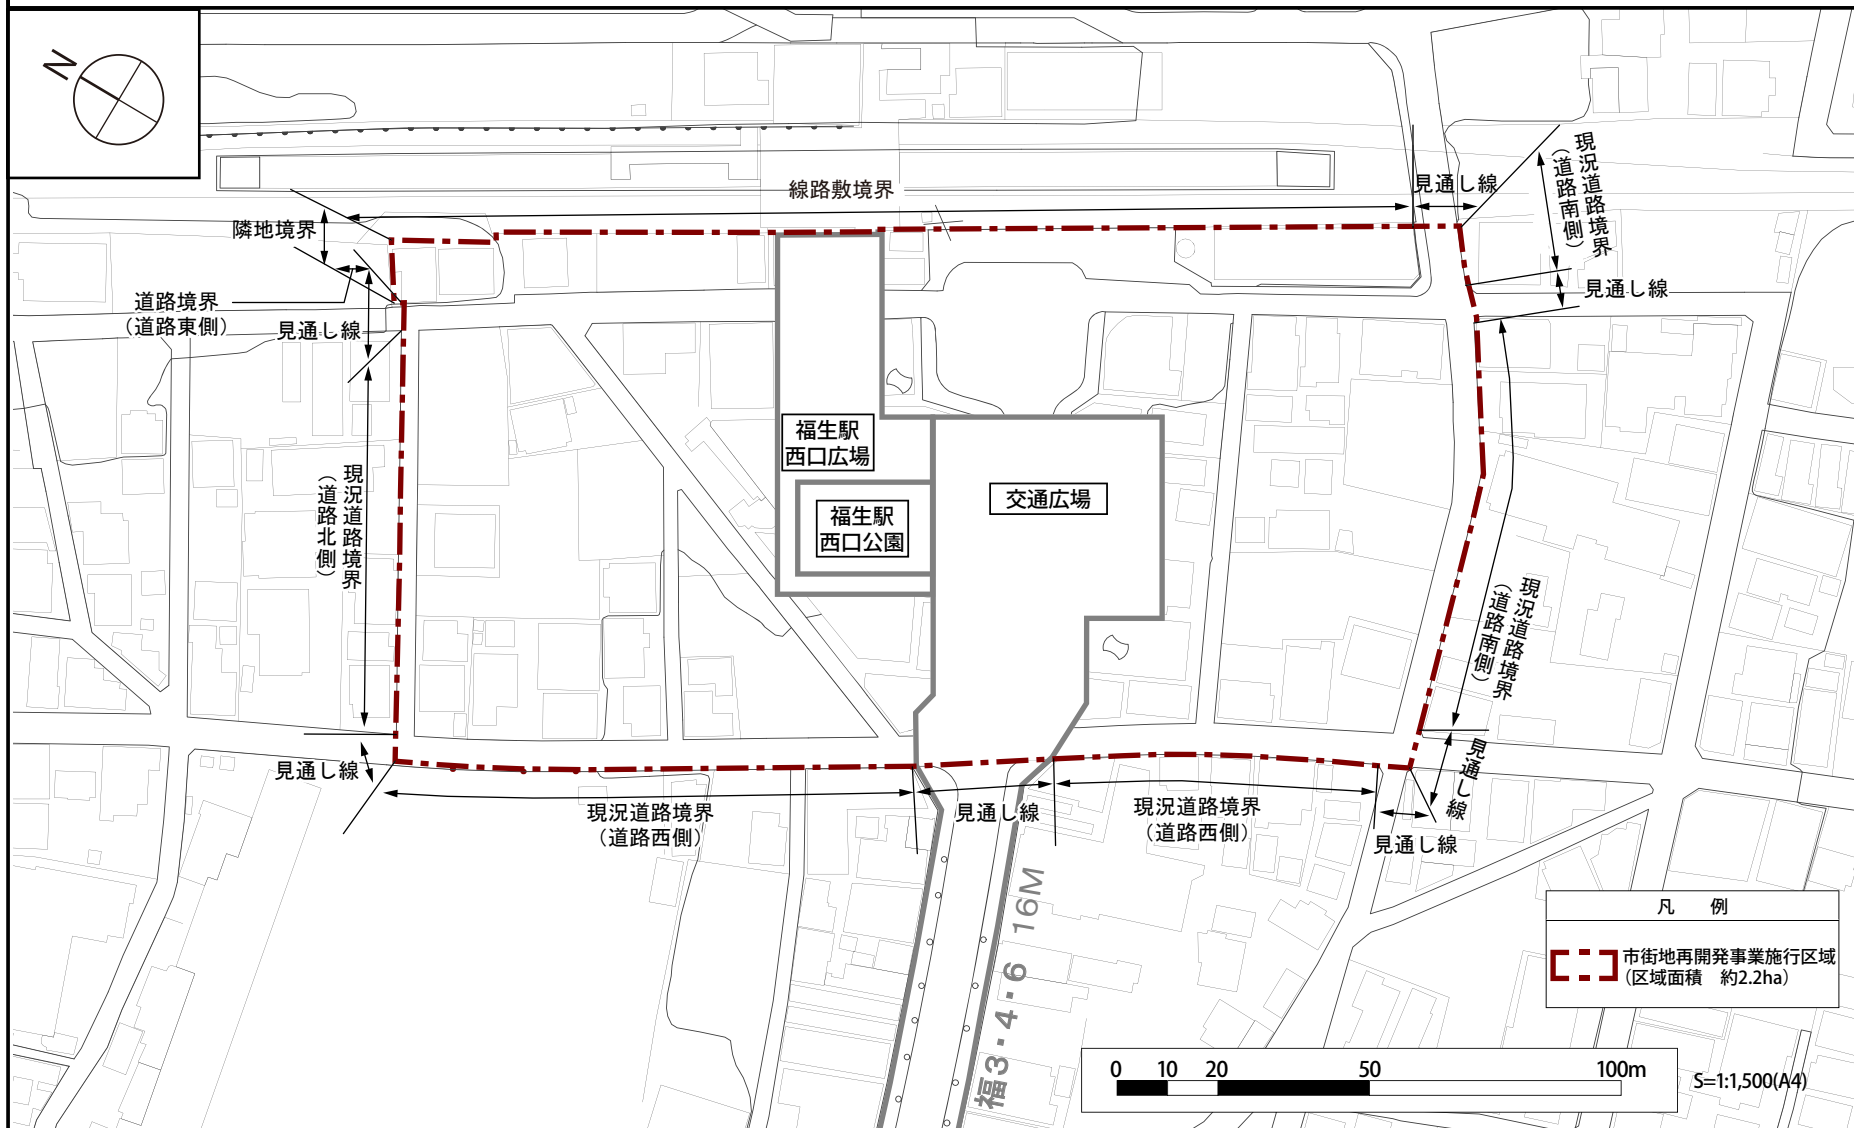 N
線路敷境界
見通し線
現況道路境界
（道路南側）
隣地境界
道路境界
（道路東側）
見通し線
見通し線
福生駅
西口広場
現況道路境界
（道路北側）
福生駅
西口公園
交通広場
現況道路境界
（道路南側）
見通し線
見通し線
現況道路境界
（道路西側）
見通し線
現況道路境界
（道路西側）
見通し線
福3・4・6 16M
凡 例
市街地再開発事業施行区域
（区域面積 約2.2ha）
0 10 20 50 100m
S=1:1,500(A4)